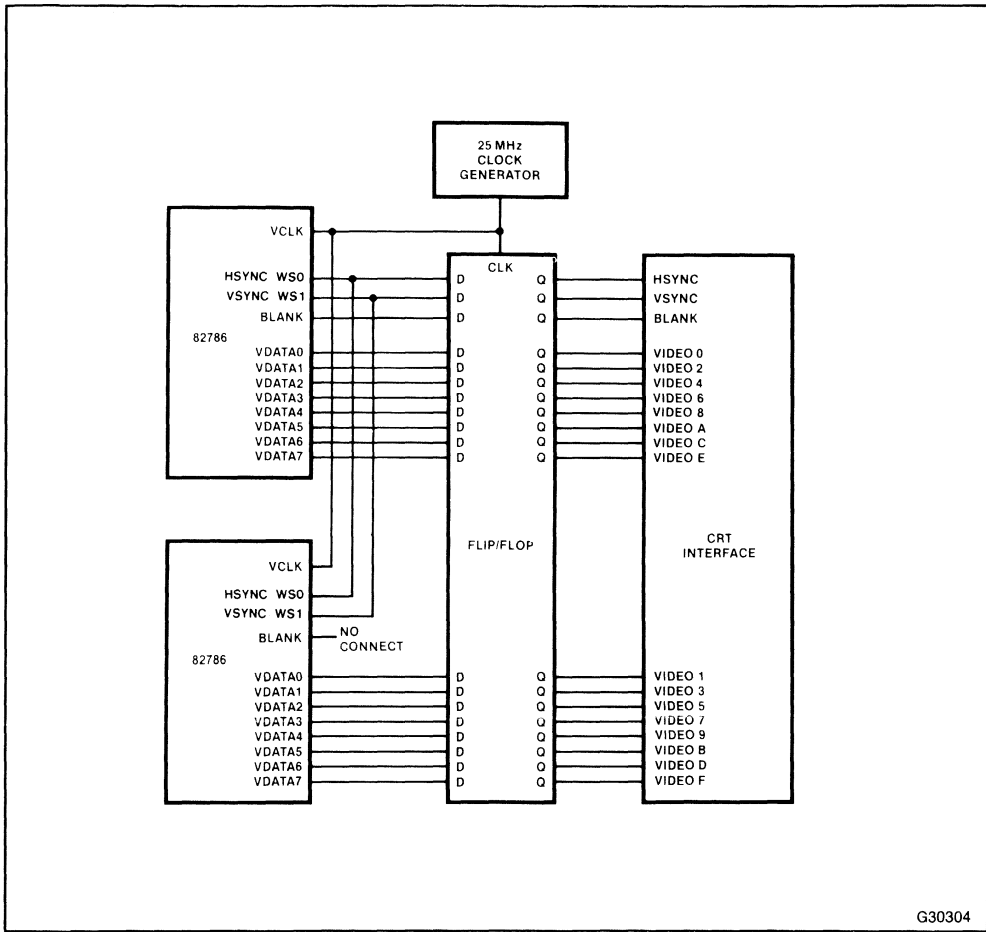 25 MHz
CLOCK
GENERATOR
VCLK
HSYNC WS0
VSYNC WS1
BLANK
82786
VDATA0
VDATA1
VDATA2
VDATA3
VDATA4
VDATA5
VDATA6
VDATA7
CLK
D Q
D Q
D Q
D Q
D Q
D Q
D Q
D Q
D Q
D Q
D Q
HSYNC
VSYNC
BLANK
VIDEO 0
VIDEO 2
VIDEO 4
VIDEO 6
VIDEO 8
VIDEO A
VIDEO C
VIDEO E
FLIP/FLOP
CRT
INTERFACE
VCLK
HSYNC WS0
VSYNC WS1
BLANK
NO
CONNECT
82786
VDATA0
VDATA1
VDATA2
VDATA3
VDATA4
VDATA5
VDATA6
VDATA7
D Q
D Q
D Q
D Q
D Q
D Q
D Q
D Q
VIDEO 1
VIDEO 3
VIDEO 5
VIDEO 7
VIDEO 9
VIDEO B
VIDEO D
VIDEO F
G30304